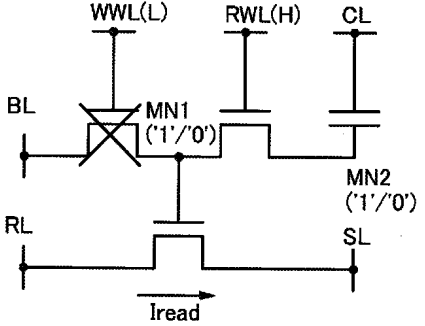 WWL(L) RWL(H) CL
BL MN1
('1'/'0')
MN2
('1'/'0')
RL SL
Iread